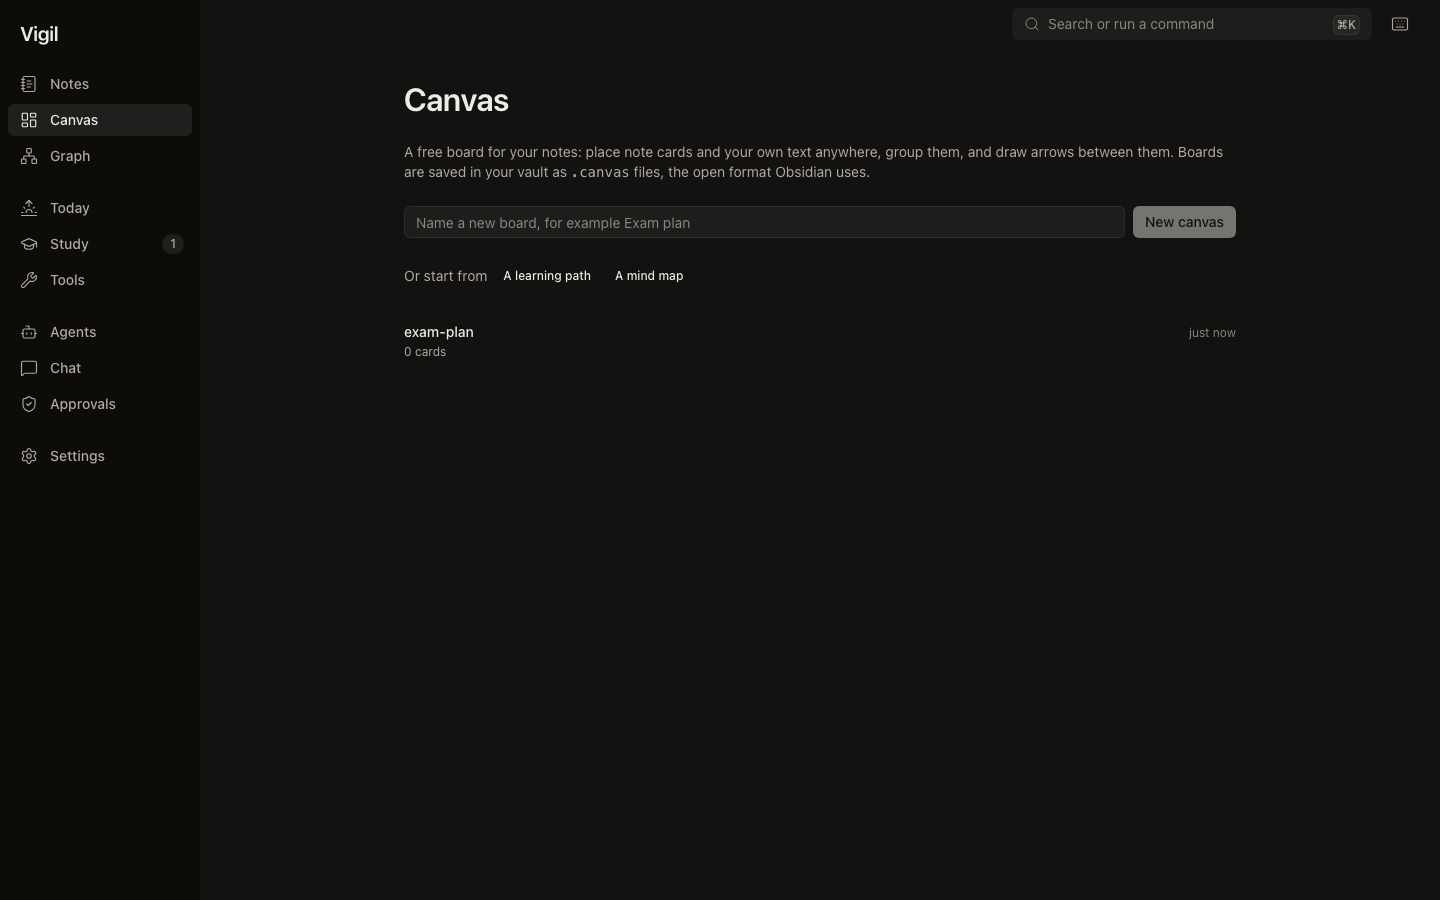 Vigil
Search or run a command
⌘K
Notes
Canvas
Graph
Today
Study
1
Tools
Agents
Chat
Approvals
Settings
Canvas
A free board for your notes: place note cards and your own text anywhere, group them, and draw arrows between them. Boards
are saved in your vault as .canvas files, the open format Obsidian uses.
Name a new board, for example Exam plan
New canvas
Or start from
A learning path
A mind map
exam-plan
just now
0 cards